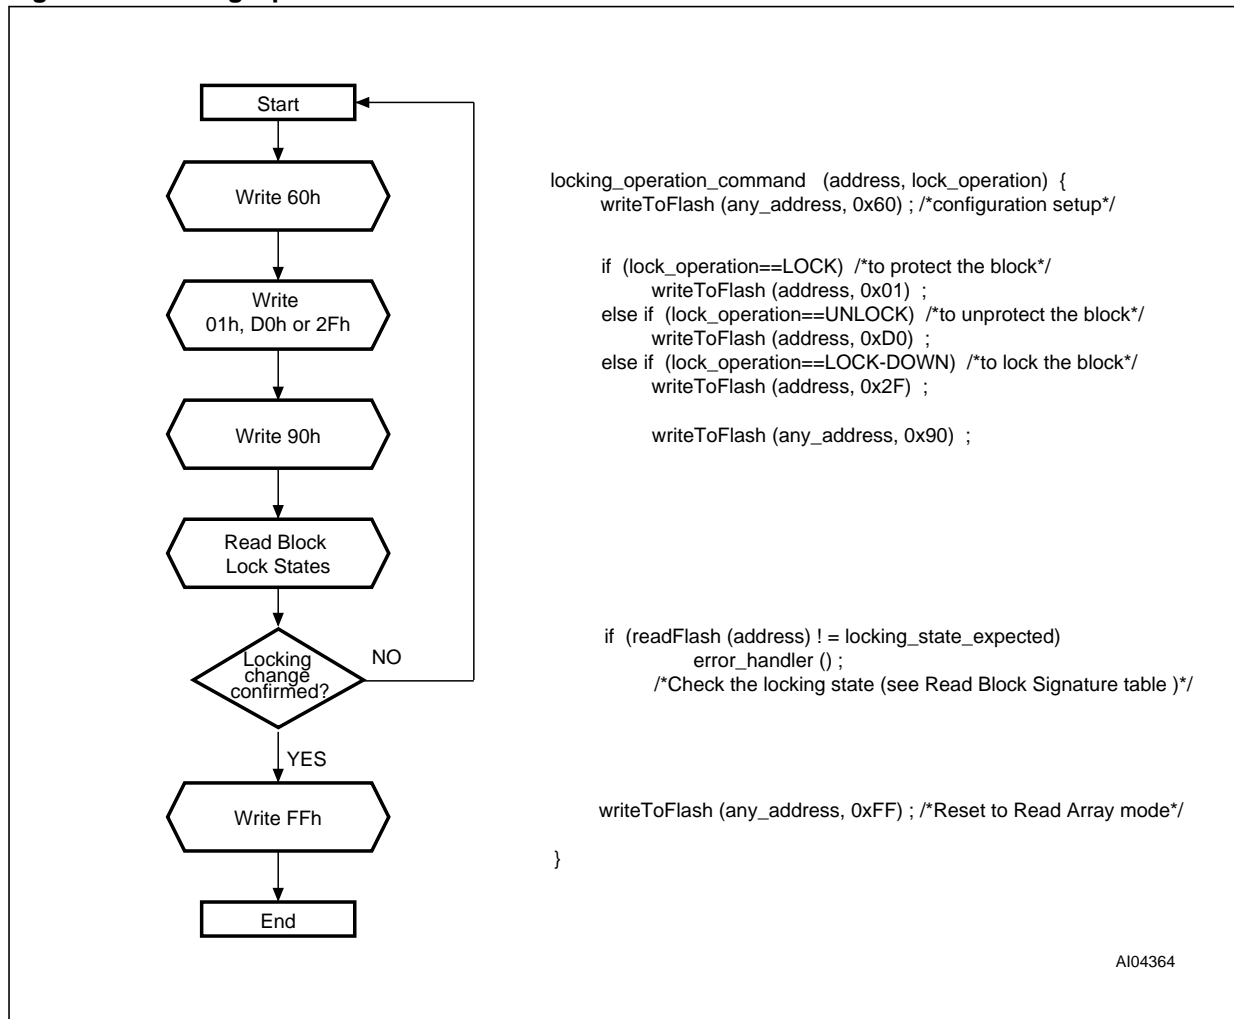 Start
Write 60h
Write
01h, D0h or 2Fh
Write 90h
Read Block
Lock States
Locking
change
confirmed?
NO
YES
Write FFh
End
locking_operation_command (address, lock_operation) {
writeToFlash (any_address, 0x60) ; /*configuration setup*/
if (lock_operation==LOCK) /*to protect the block*/
writeToFlash (address, 0x01) ;
else if (lock_operation==UNLOCK) /*to unprotect the block*/
writeToFlash (address, 0xD0) ;
else if (lock_operation==LOCK-DOWN) /*to lock the block*/
writeToFlash (address, 0x2F) ;
writeToFlash (any_address, 0x90) ;
if (readFlash (address) ! = locking_state_expected)
error_handler () ;
/*Check the locking state (see Read Block Signature table )*/
writeToFlash (any_address, 0xFF) ; /*Reset to Read Array mode*/
}
AI04364